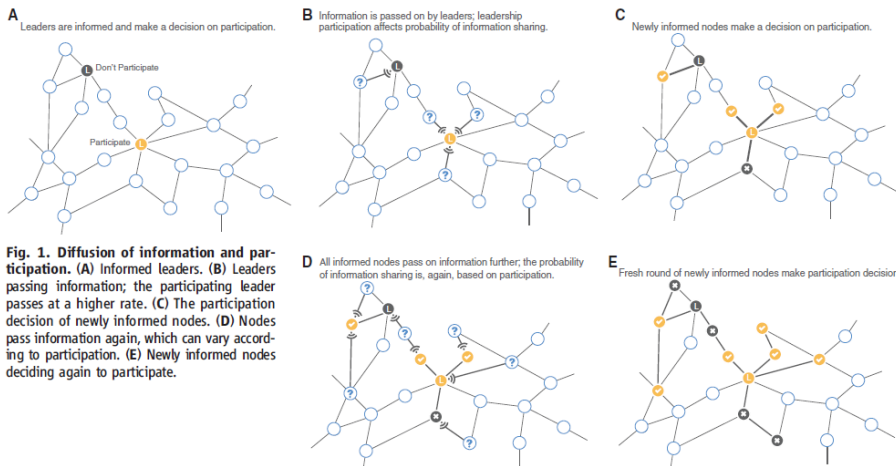 A
Leaders are informed and make a decision on participation.
L
Don't Participate
Participate
L
B
Information is passed on by leaders; leadership
participation affects probability of information sharing.
L
?
?
?
L
?
C
Newly informed nodes make a decision on participation.
L
L
Fig. 1. Diffusion of information and par-
ticipation. (A) Informed leaders. (B) Leaders
passing information; the participating leader
passes at a higher rate. (C) The participation
decision of newly informed nodes. (D) Nodes
pass information again, which can vary accord-
ing to participation. (E) Newly informed nodes
deciding again to participate.
D
All informed nodes pass on information further; the probability
of information sharing is, again, based on participation.
?
L
?
?
?
L
?
?
E
Fresh round of newly informed nodes make participation decision
L
L